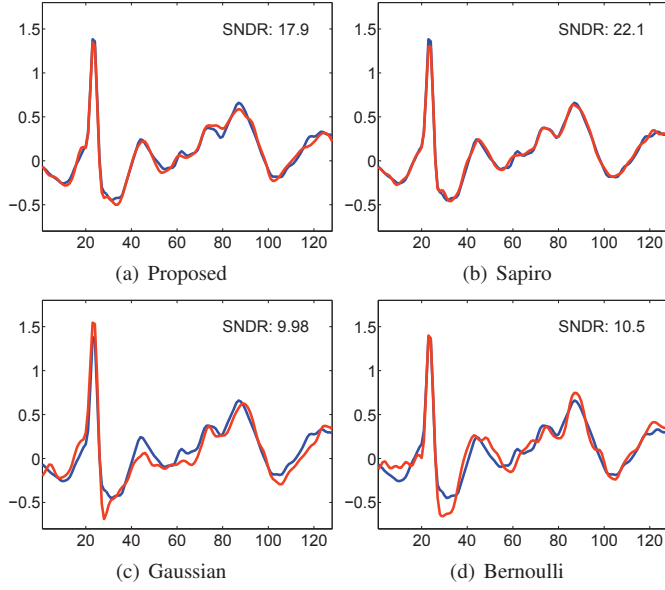 SNDR: 17.9
1.5
1
0.5
0
−0.5
20 40 60 80 100 120
(a) Proposed
SNDR: 22.1
1.5
1
0.5
0
−0.5
20 40 60 80 100 120
(b) Sapiro
SNDR: 9.98
1.5
1
0.5
0
−0.5
20 40 60 80 100 120
(c) Gaussian
SNDR: 10.5
1.5
1
0.5
0
−0.5
20 40 60 80 100 120
(d) Bernoulli